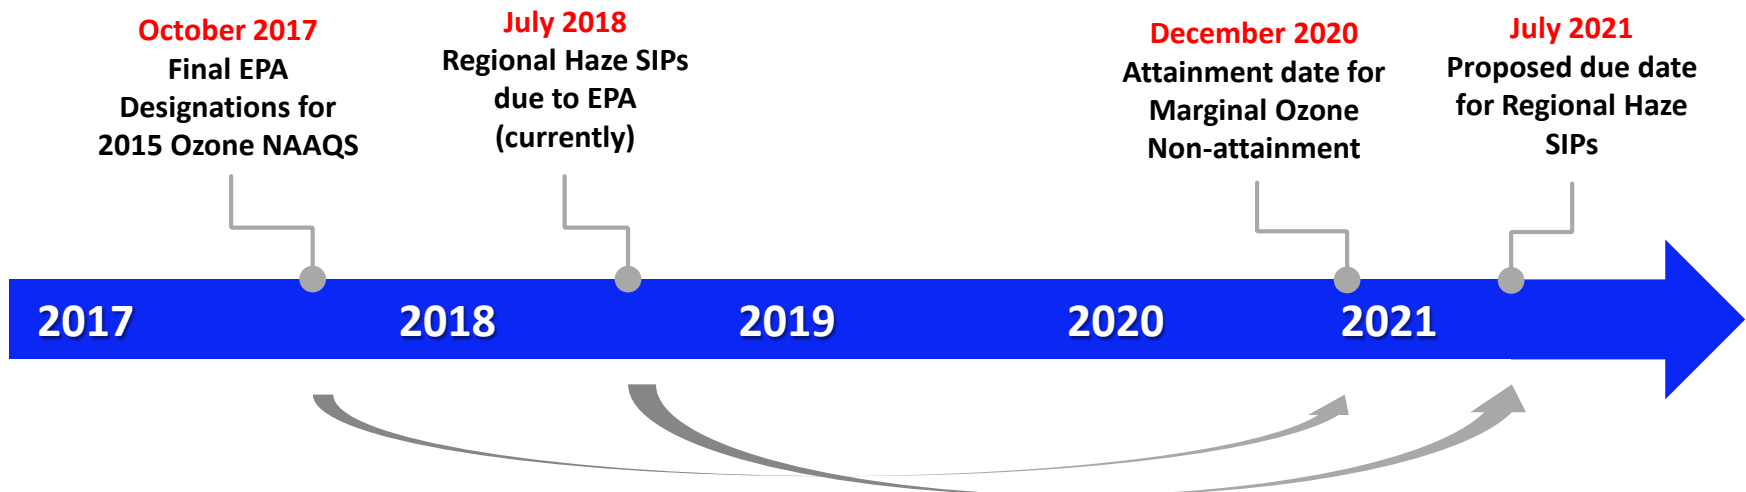 October 2017
Final EPA
Designations for
2015 Ozone NAAQS
July 2018
Regional Haze SIPs
due to EPA
(currently)
December 2020
Attainment date for
Marginal Ozone
Non-attainment
July 2021
Proposed due date
for Regional Haze
SIPs
2017
2018
2019
2020
2021